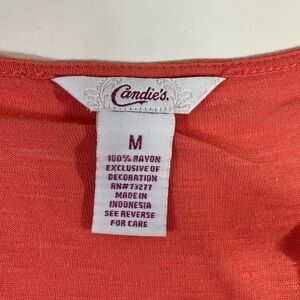 Candie's.
M
100% RAYON
EXCLUSIVE OF
DECORATION
RN#73277
MADE IN
INDONESIA
SEE REVERSE
FOR CARE